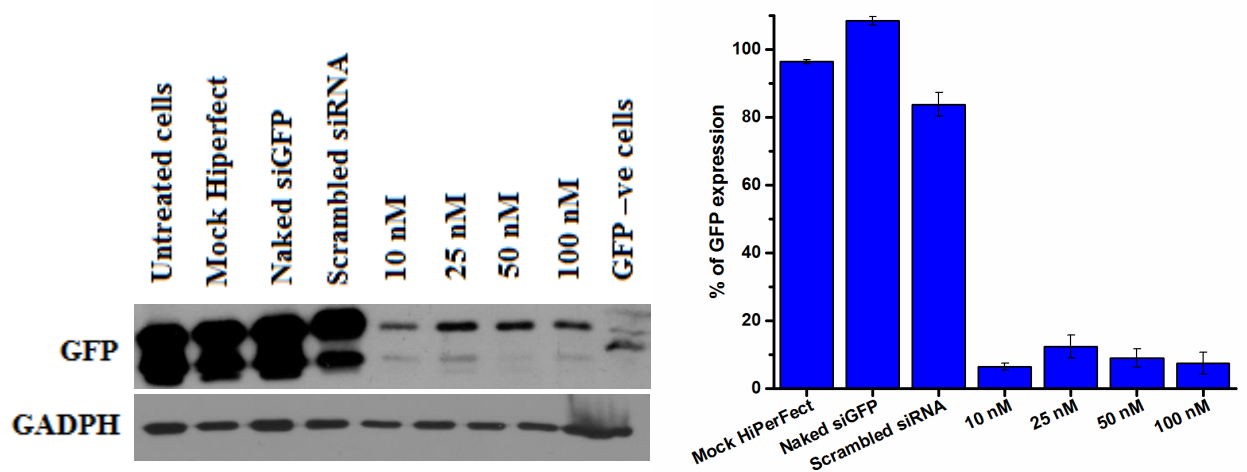 Untreated cells
Mock Hiperfect
Naked siGFP
Scrambled siRNA
10 nM
25 nM
50 nM
100 nM
GFP –ve cells
GFP
GADPH
% of GFP expression
100
80
60
40
20
0
Mock HiPerFect
Naked siGFP
Scrambled siRNA
10 nM
25 nM
50 nM
100 nM